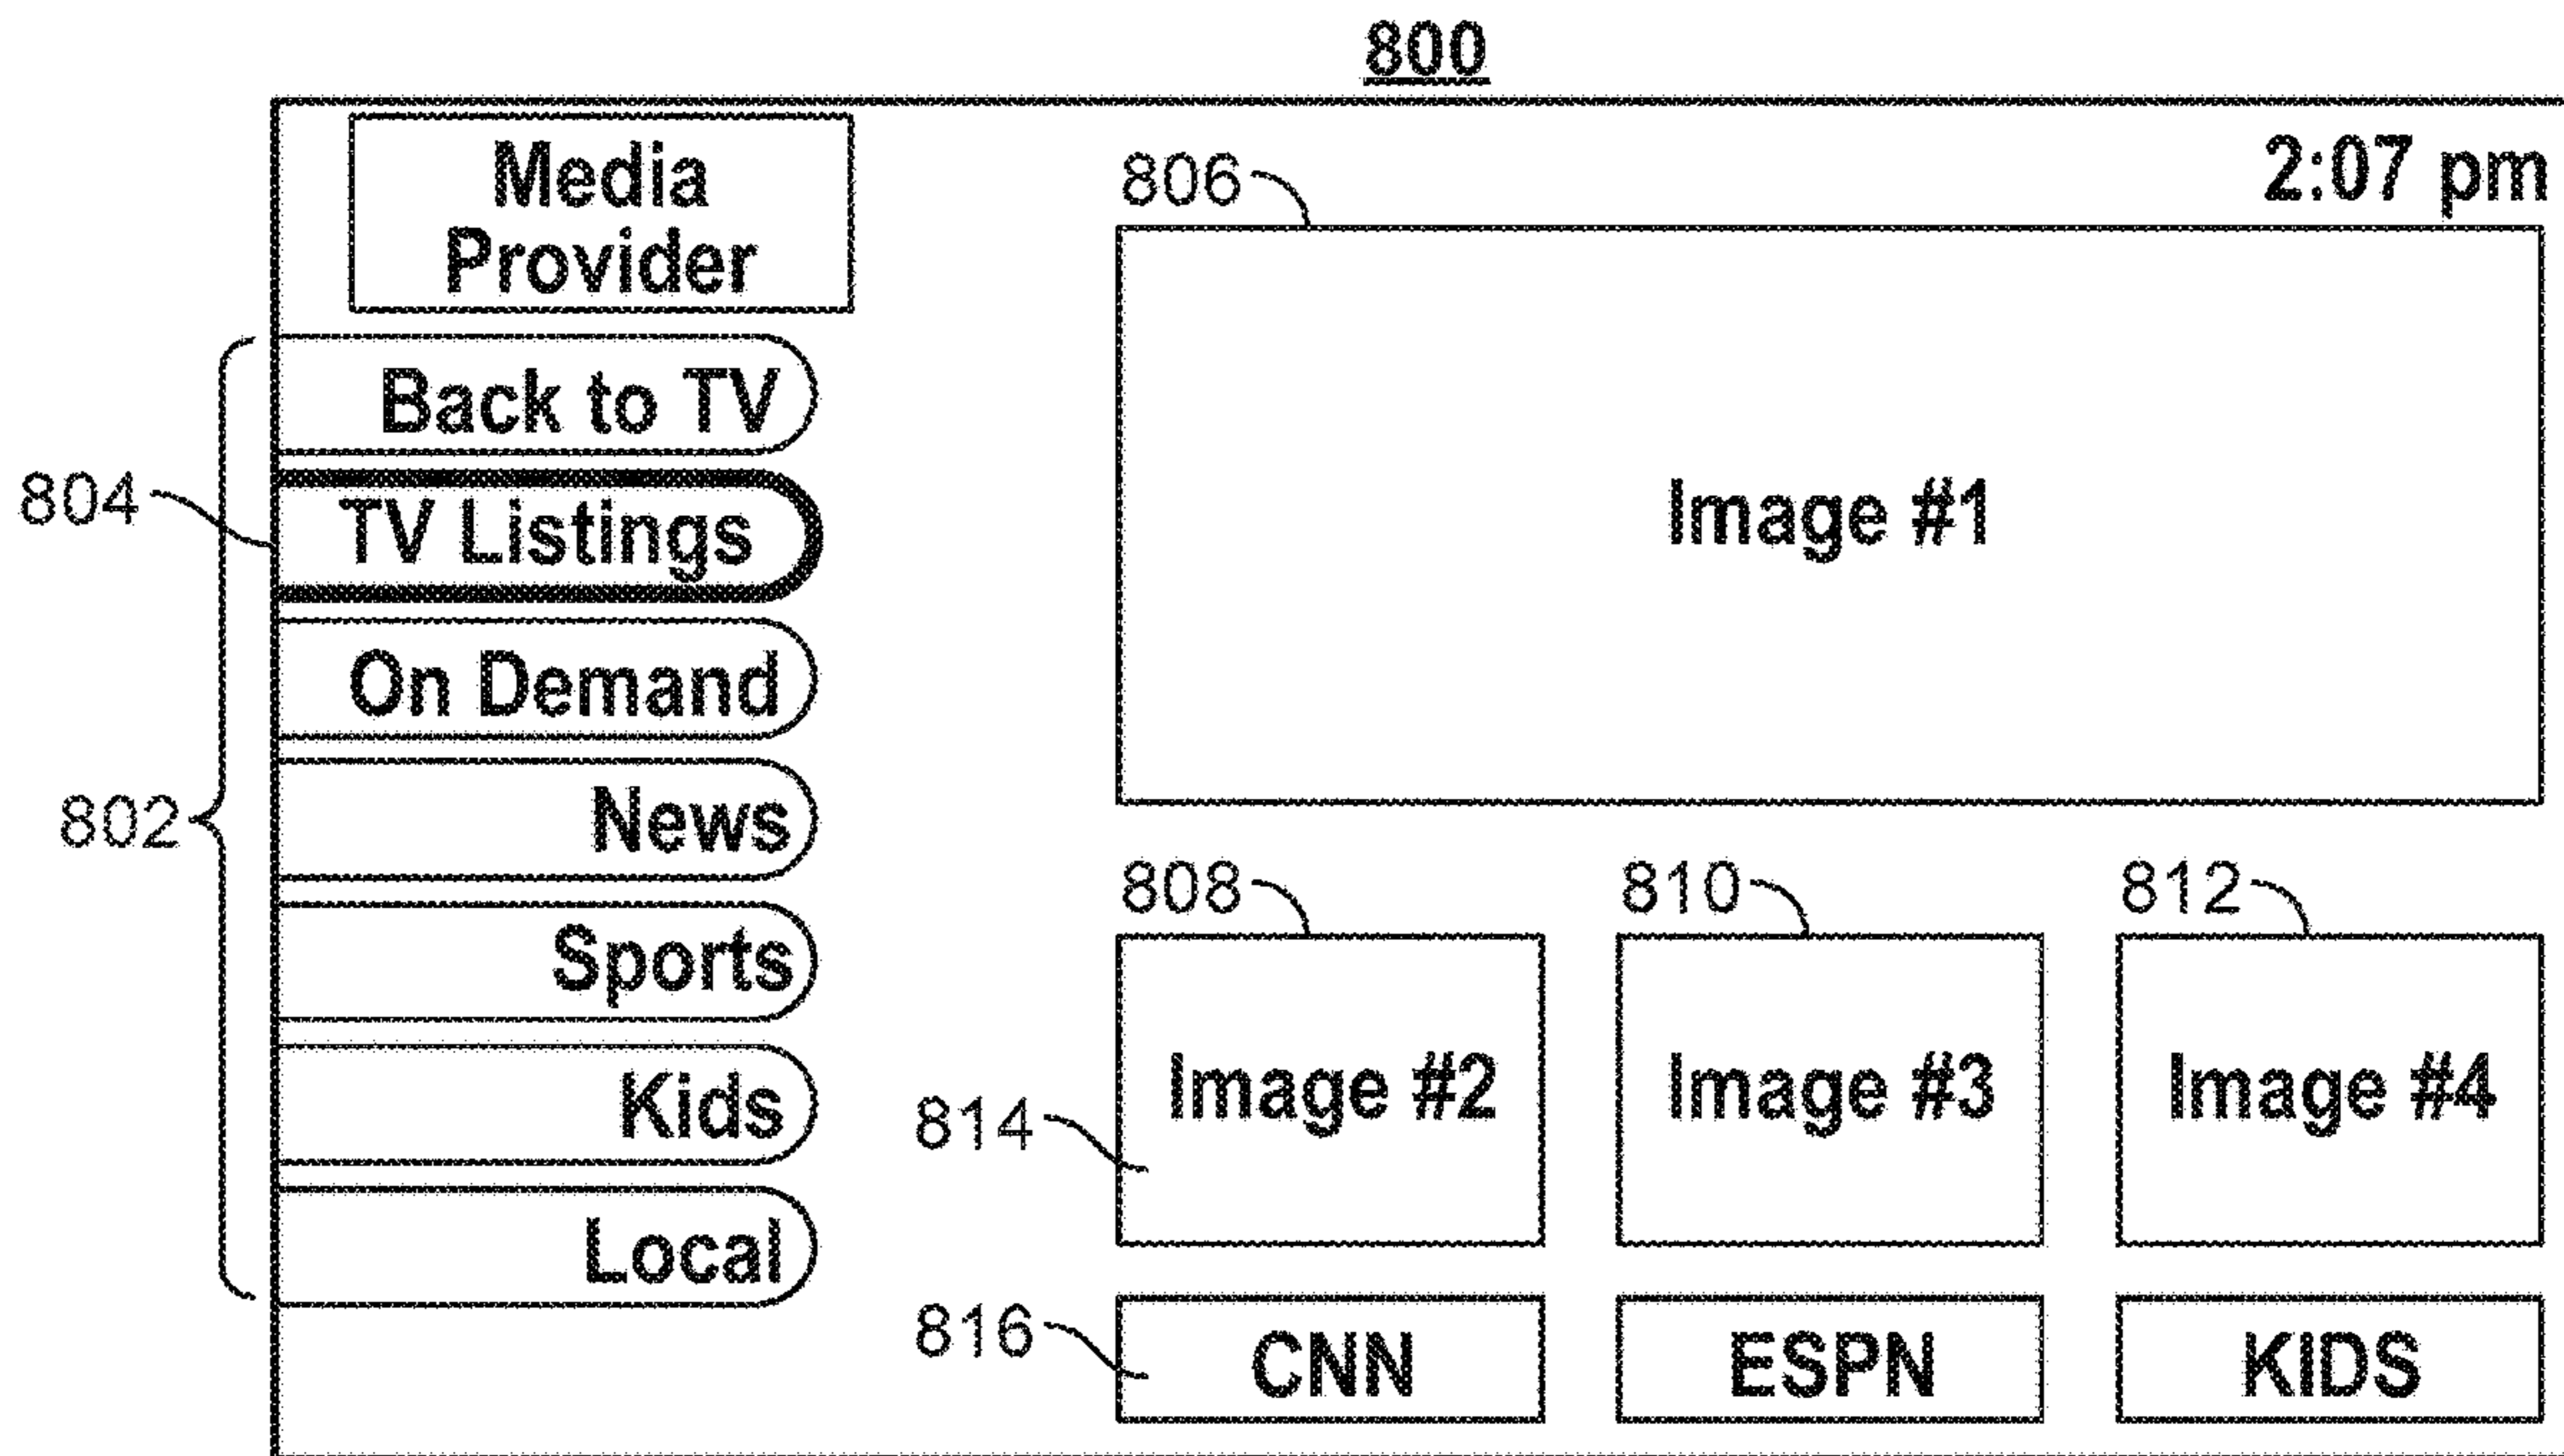 800
Media
Provider
2:07 pm
806
Back to TV
804
TV Listings
Image #1
On Demand
802
News
808
810
812
Sports
814
Image #2
Image #3
Image #4
Kids
Local
816
CNN
ESPN
KIDS